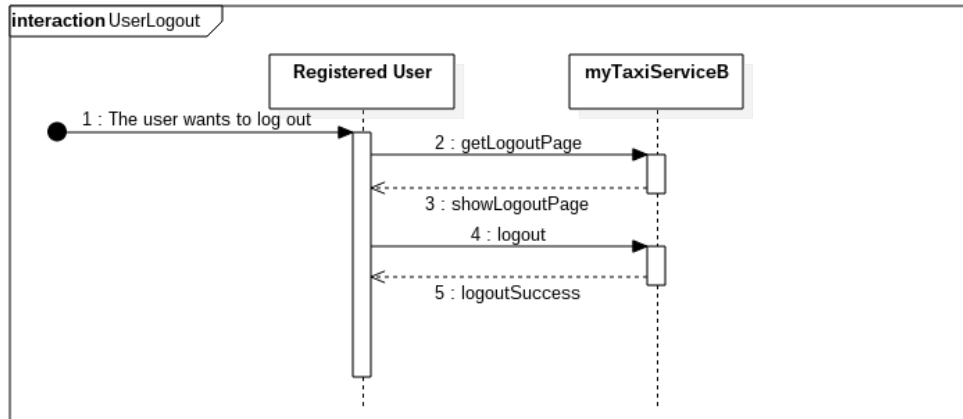 interaction UserLogout
Registered User
myTaxiServiceB
1 : The user wants to log out
2 : getLogoutPage
3 : showLogoutPage
4 : logout
5 : logoutSuccess